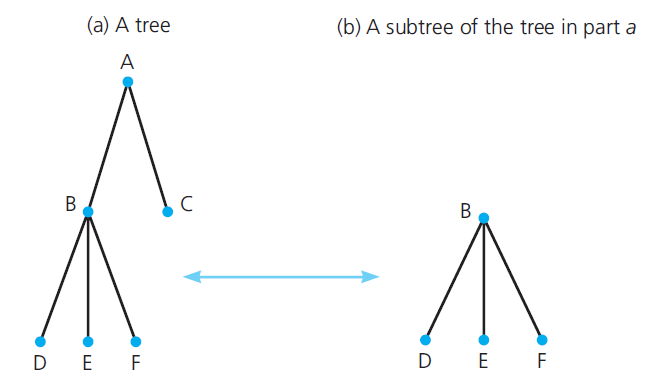 (a) A tree
(b) A subtree of the tree in part a
A
B
C
B
D E F
D E F